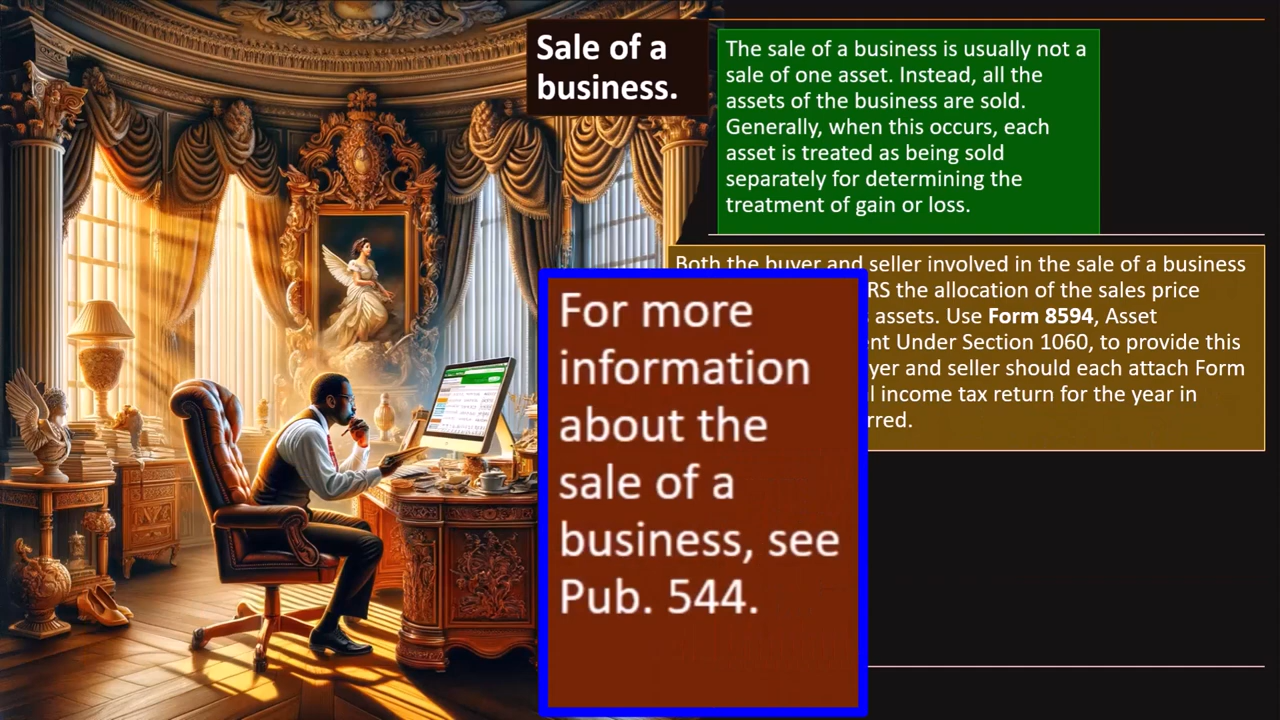 Sale of a
business.
The sale of a business is usually not a
sale of one asset. Instead, all the
assets of the business are sold.
Generally, when this occurs, each
asset is treated as being sold
separately for determining the
treatment of gain or loss.
Both the buyer and seller involved in the sale of a business
RS the allocation of the sales price
assets. Use Form 8594, Asset
nt Under Section 1060, to provide this
yer and seller should each attach Form
l income tax return for the year in
rred.
For more
information
about the
sale of a
business, see
Pub. 544.